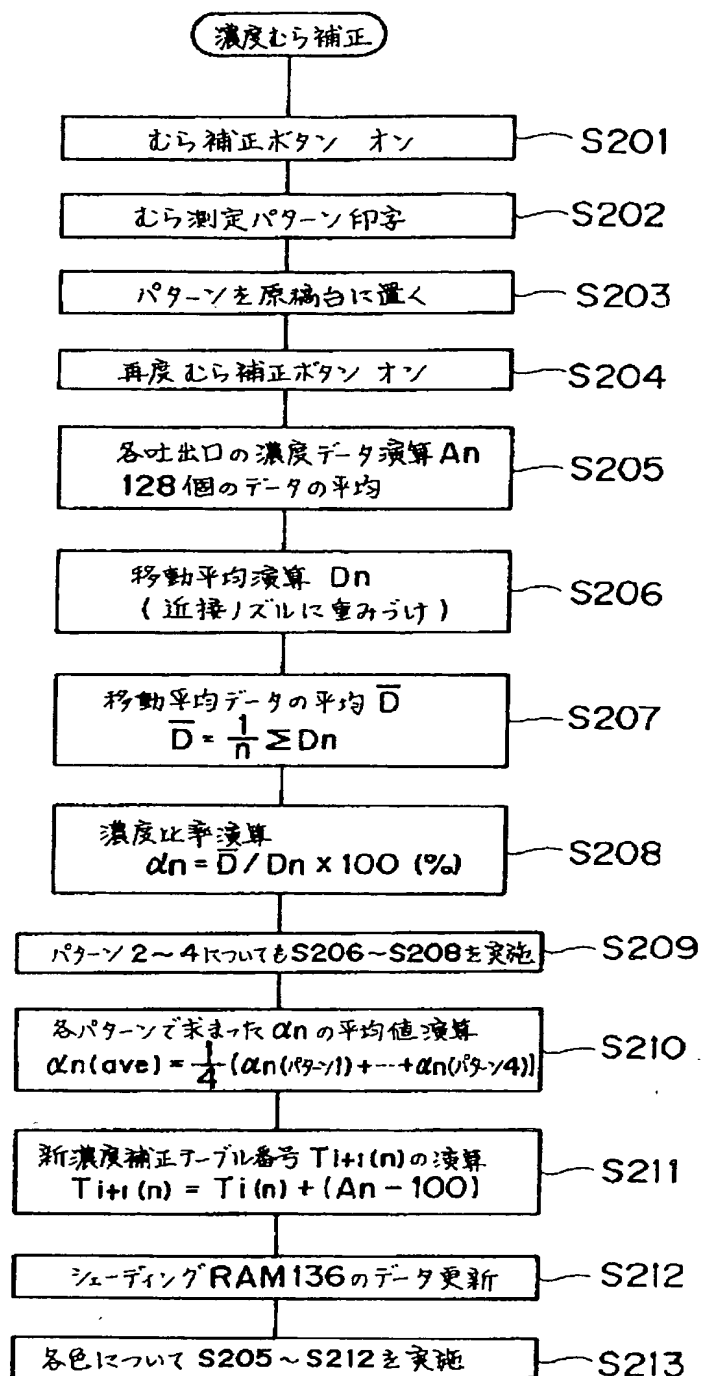 濃度むら補正
むら補正ボタン オン
S201
むら測定パターン印字
S202
パターンを原稿台に置く
S203
再度むら補正ボタン オン
S204
各吐出口の濃度データ演算 An
128個のデータの平均
S205
移動平均演算 Dn
(近接ノズルに重みづけ)
S206
移動平均データの平均 D̅
D̅ = 1/n ΣDn
S207
濃度比率演算
αn = D̅ / Dn × 100 (%)
S208
パターン2~4についてもS206~S208を実施
S209
各パターンで求まったαnの平均値演算
αn(ave) = 1/4 {αn(パターン1) + … + αn(パターン4)}
S210
新濃度補正テーブル番号 Ti+1(n)の演算
Ti+1(n) = Ti(n) + (An − 100)
S211
シェーディングRAM136のデータ更新
S212
各色について S205~S212を実施
S213